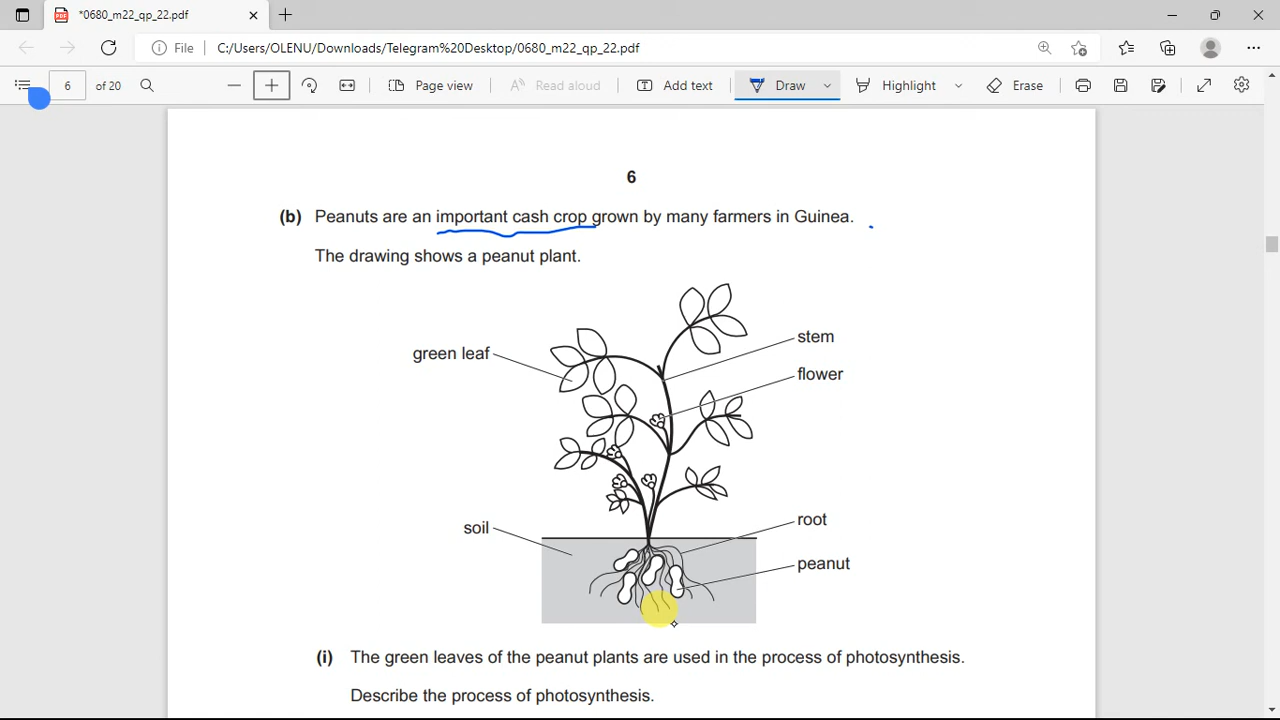 *0680_m22_qp_22.pdf
File C:/Users/OLENU/Downloads/Telegram%20Desktop/0680_m22_qp_22.pdf
6 of 20 Page view Read aloud Add text Draw Highlight Erase
6
(b) Peanuts are an important cash crop grown by many farmers in Guinea.
The drawing shows a peanut plant.
stem
green leaf
flower
root
soil
peanut
(i) The green leaves of the peanut plants are used in the process of photosynthesis.
Describe the process of photosynthesis.